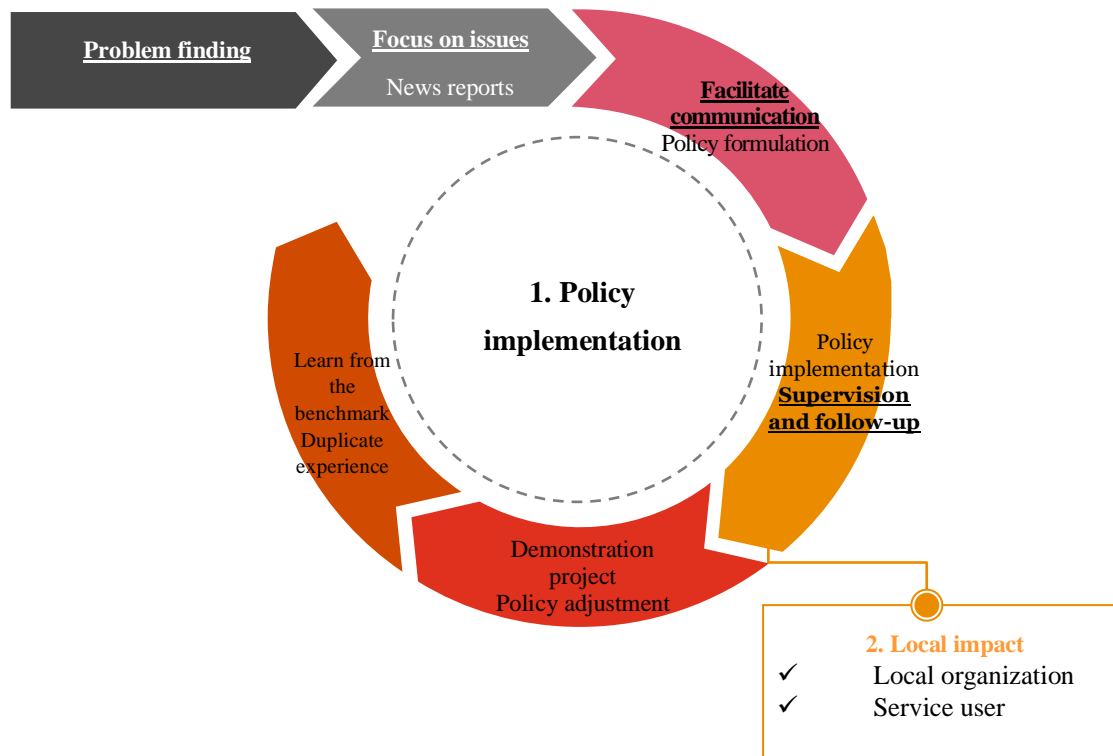 Problem finding
Focus on issues
News reports
Facilitate
communication
Policy formulation
1. Policy
implementation
Policy
implementation
Supervision
and follow-up
Learn from
the
benchmark
Duplicate
experience
Demonstration
project
Policy adjustment
2. Local impact
✓ Local organization
✓ Service user